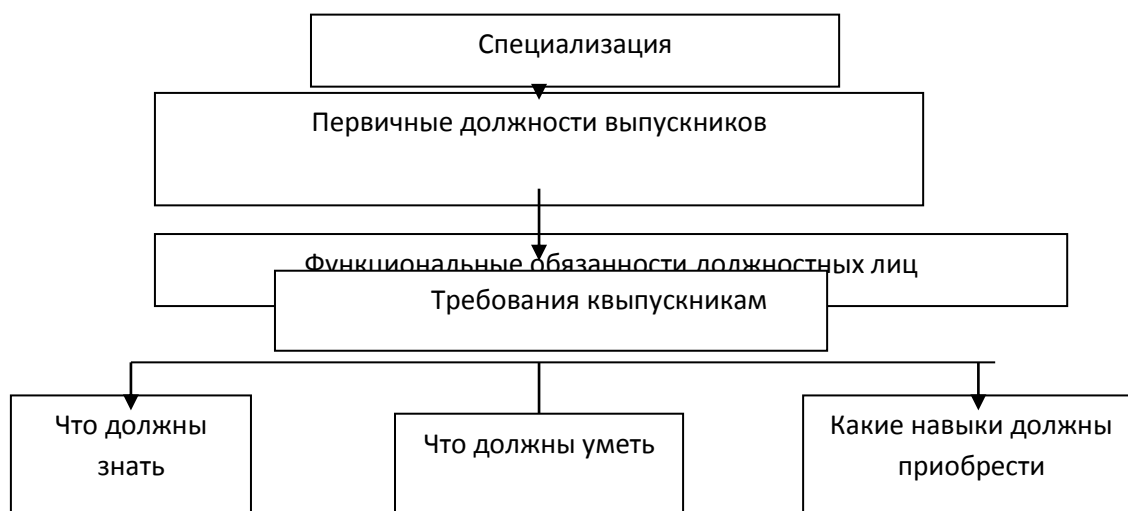 Специализация
Первичные должности выпускников
Функциональные обязанности должностных лиц
Требования квыпускникам
Что должны
знать
Что должны уметь
Какие навыки должны
приобрести